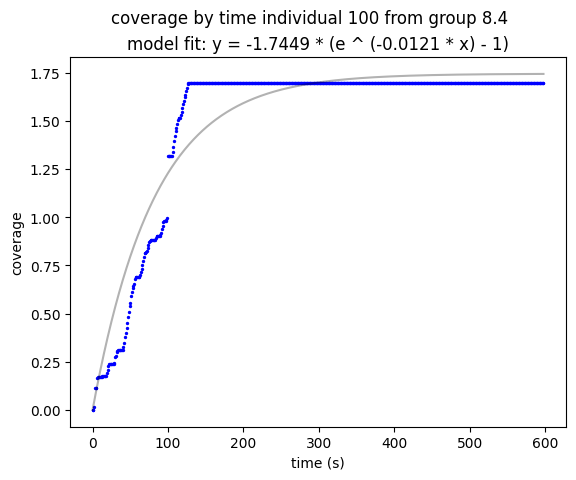 coverage by time individual 100 from group 8.4
model fit: y = -1.7449 * (e ^ (-0.0121 * x) - 1)
1.75
1.50
1.25
1.00
0.75
0.50
0.25
0.00
coverage
0 100 200 300 400 500 600
time (s)